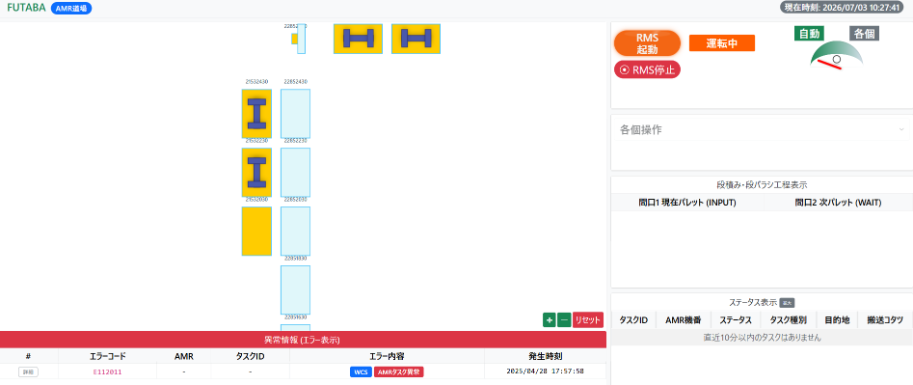 FUTABA AMR道場
現在時刻: 2026/07/03 10:27:41
RMS
起動
運転中
自動
各個
RMS停止
各個操作
21532430 22852430
21532230 22852230
22852030
22851830
22851630
段積み・段バラシ工程表示
間口1 現在パレット (INPUT) 間口2 次パレット (WAIT)
+ − リセット
ステータス表示
タスクID AMR機番 ステータス タスク種別 目的地 搬送コタツ
直近10分以内のタスクはありません
異常情報 (エラー表示)
# エラーコード AMR タスクID エラー内容 発生時刻
詳細 E112011 - - WCS AMRタスク異常 2025/04/28 17:57:58